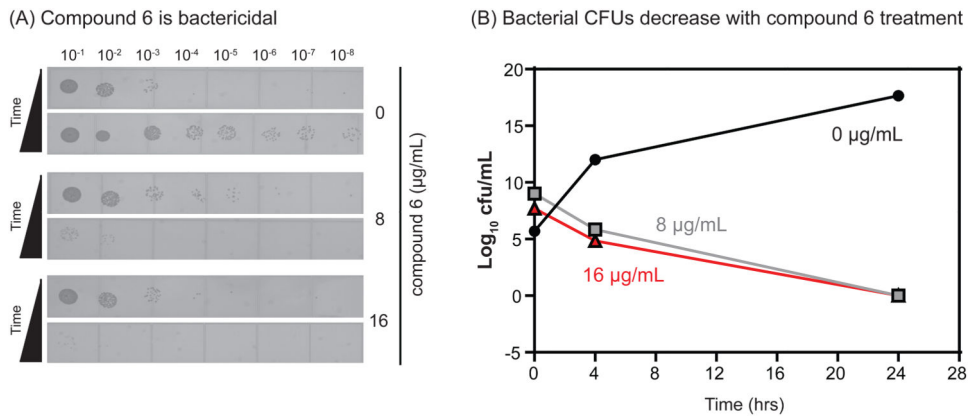 (A) Compound 6 is bactericidal
10⁻¹ 10⁻² 10⁻³ 10⁻⁴ 10⁻⁵ 10⁻⁶ 10⁻⁷ 10⁻⁸
Time
0
Time
8
Time
16
compound 6 (μg/mL)
(B) Bacterial CFUs decrease with compound 6 treatment
20
15
10
5
0
-5
Log₁₀ cfu/mL
0 μg/mL
8 μg/mL
16 μg/mL
0 4 8 12 16 20 24 28
Time (hrs)